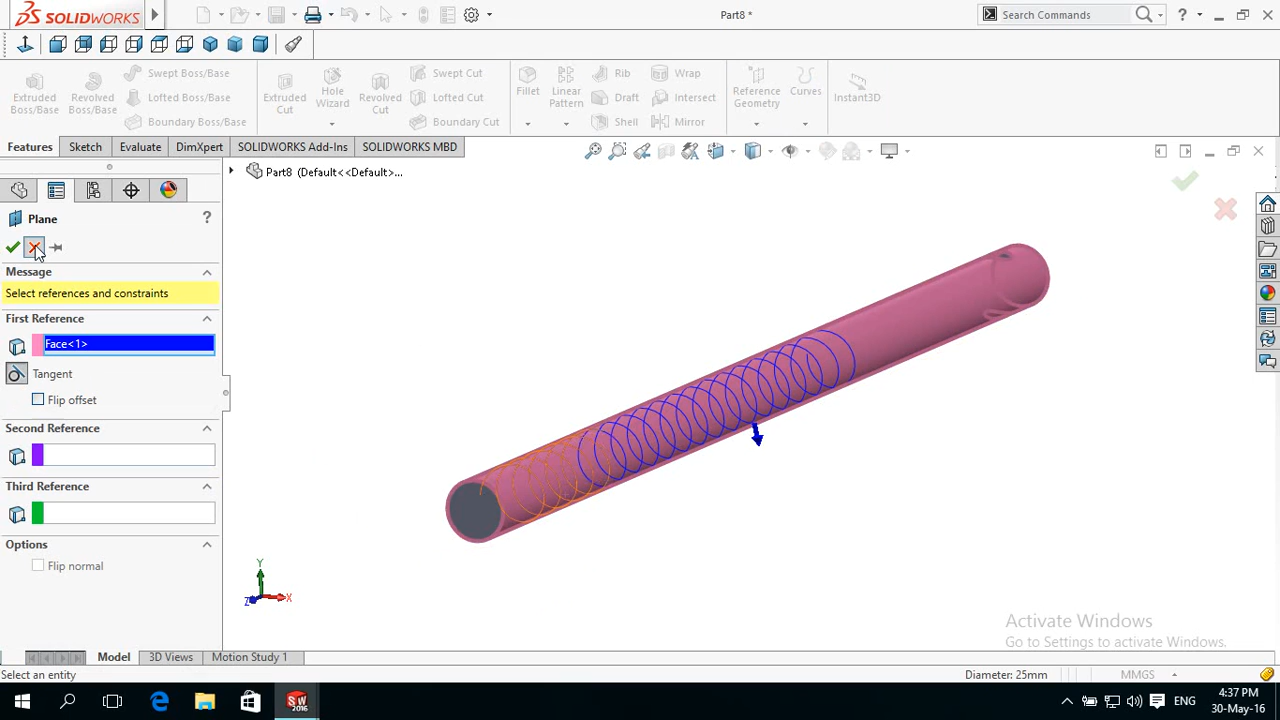 SOLIDWORKS
Part8 *
Search Commands
?
Extruded Boss/Base
Revolved Boss/Base
Swept Boss/Base
Lofted Boss/Base
Boundary Boss/Base
Extruded Cut
Hole Wizard
Revolved Cut
Swept Cut
Lofted Cut
Boundary Cut
Fillet
Linear Pattern
Rib
Draft
Shell
Wrap
Intersect
Mirror
Reference Geometry
Curves
Instant3D
Features
Sketch
Evaluate
DimXpert
SOLIDWORKS Add-Ins
SOLIDWORKS MBD
Part8 (Default<<Default>...
Plane
?
Message
Select references and constraints
First Reference
Face<1>
Tangent
Flip offset
Second Reference
Third Reference
Options
Flip normal
Y
X
Z
Activate Windows
Go to Settings to activate Windows.
Model
3D Views
Motion Study 1
Select an entity
Diameter: 25mm
MMGS
SW
2016
ENG
4:37 PM
30-May-16